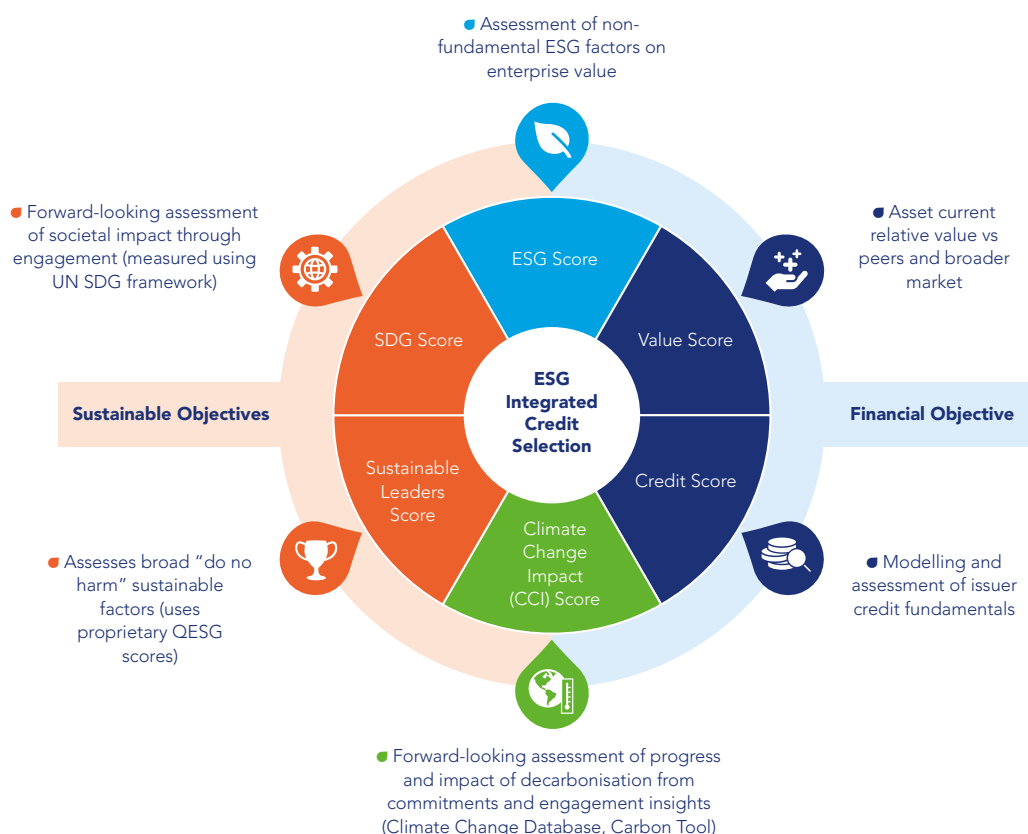 Assessment of non-
fundamental ESG factors on
enterprise value
Forward-looking assessment
of societal impact through
engagement (measured using
UN SDG framework)
Asset current
relative value vs
peers and broader
market
ESG Score
SDG Score
Value Score
ESG
Integrated
Credit
Selection
Sustainable Objectives
Financial Objective
Sustainable
Leaders
Score
Credit Score
Climate
Change
Impact
(CCI) Score
Assesses broad “do no
harm” sustainable
factors (uses
proprietary QESG
scores)
Modelling and
assessment of issuer
credit fundamentals
Forward-looking assessment of progress
and impact of decarbonisation from
commitments and engagement insights
(Climate Change Database, Carbon Tool)